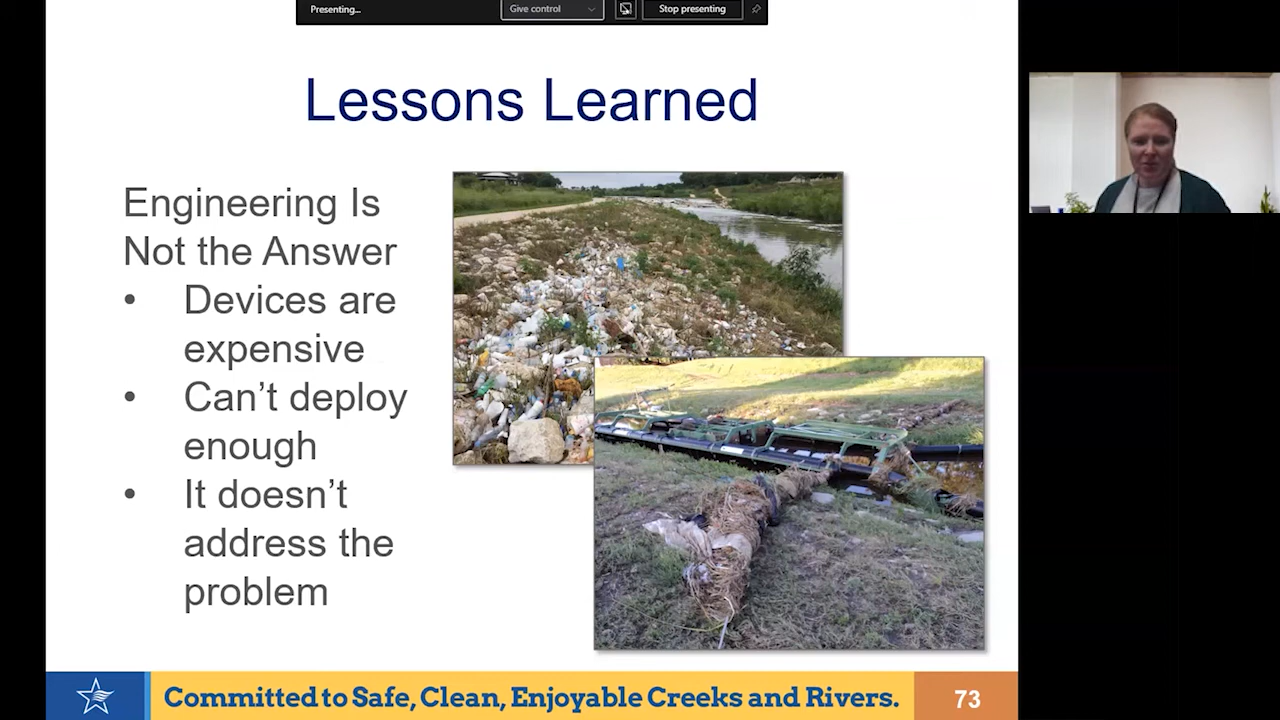 Presenting...
Give control
Stop presenting
Lessons Learned
Engineering Is
Not the Answer
• Devices are
expensive
• Can't deploy
enough
• It doesn't
address the
problem
Committed to Safe, Clean, Enjoyable Creeks and Rivers.
73